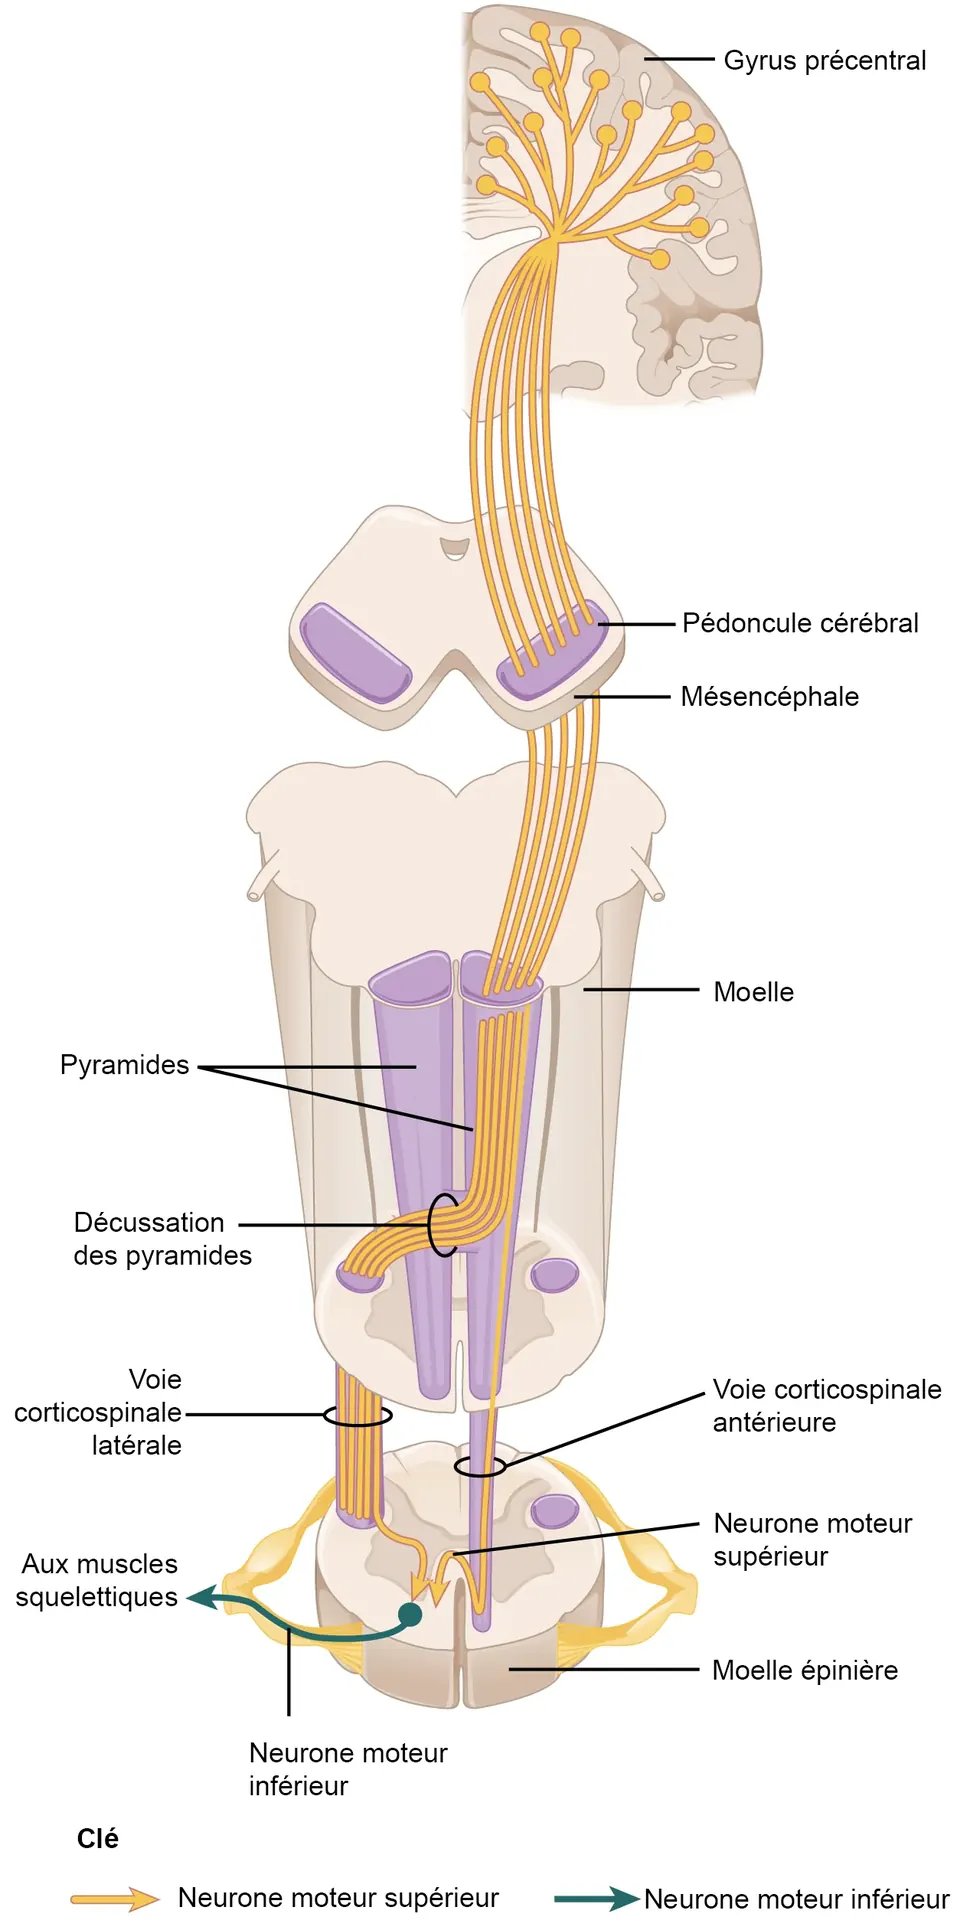 Gyrus précentral
Pédoncule cérébral
Mésencéphale
Moelle
Pyramides
Décussation
des pyramides
Voie
corticospinale
latérale
Voie corticospinale
antérieure
Neurone moteur
supérieur
Aux muscles
squelettiques
Moelle épinière
Neurone moteur
inférieur
Clé
Neurone moteur supérieur
Neurone moteur inférieur